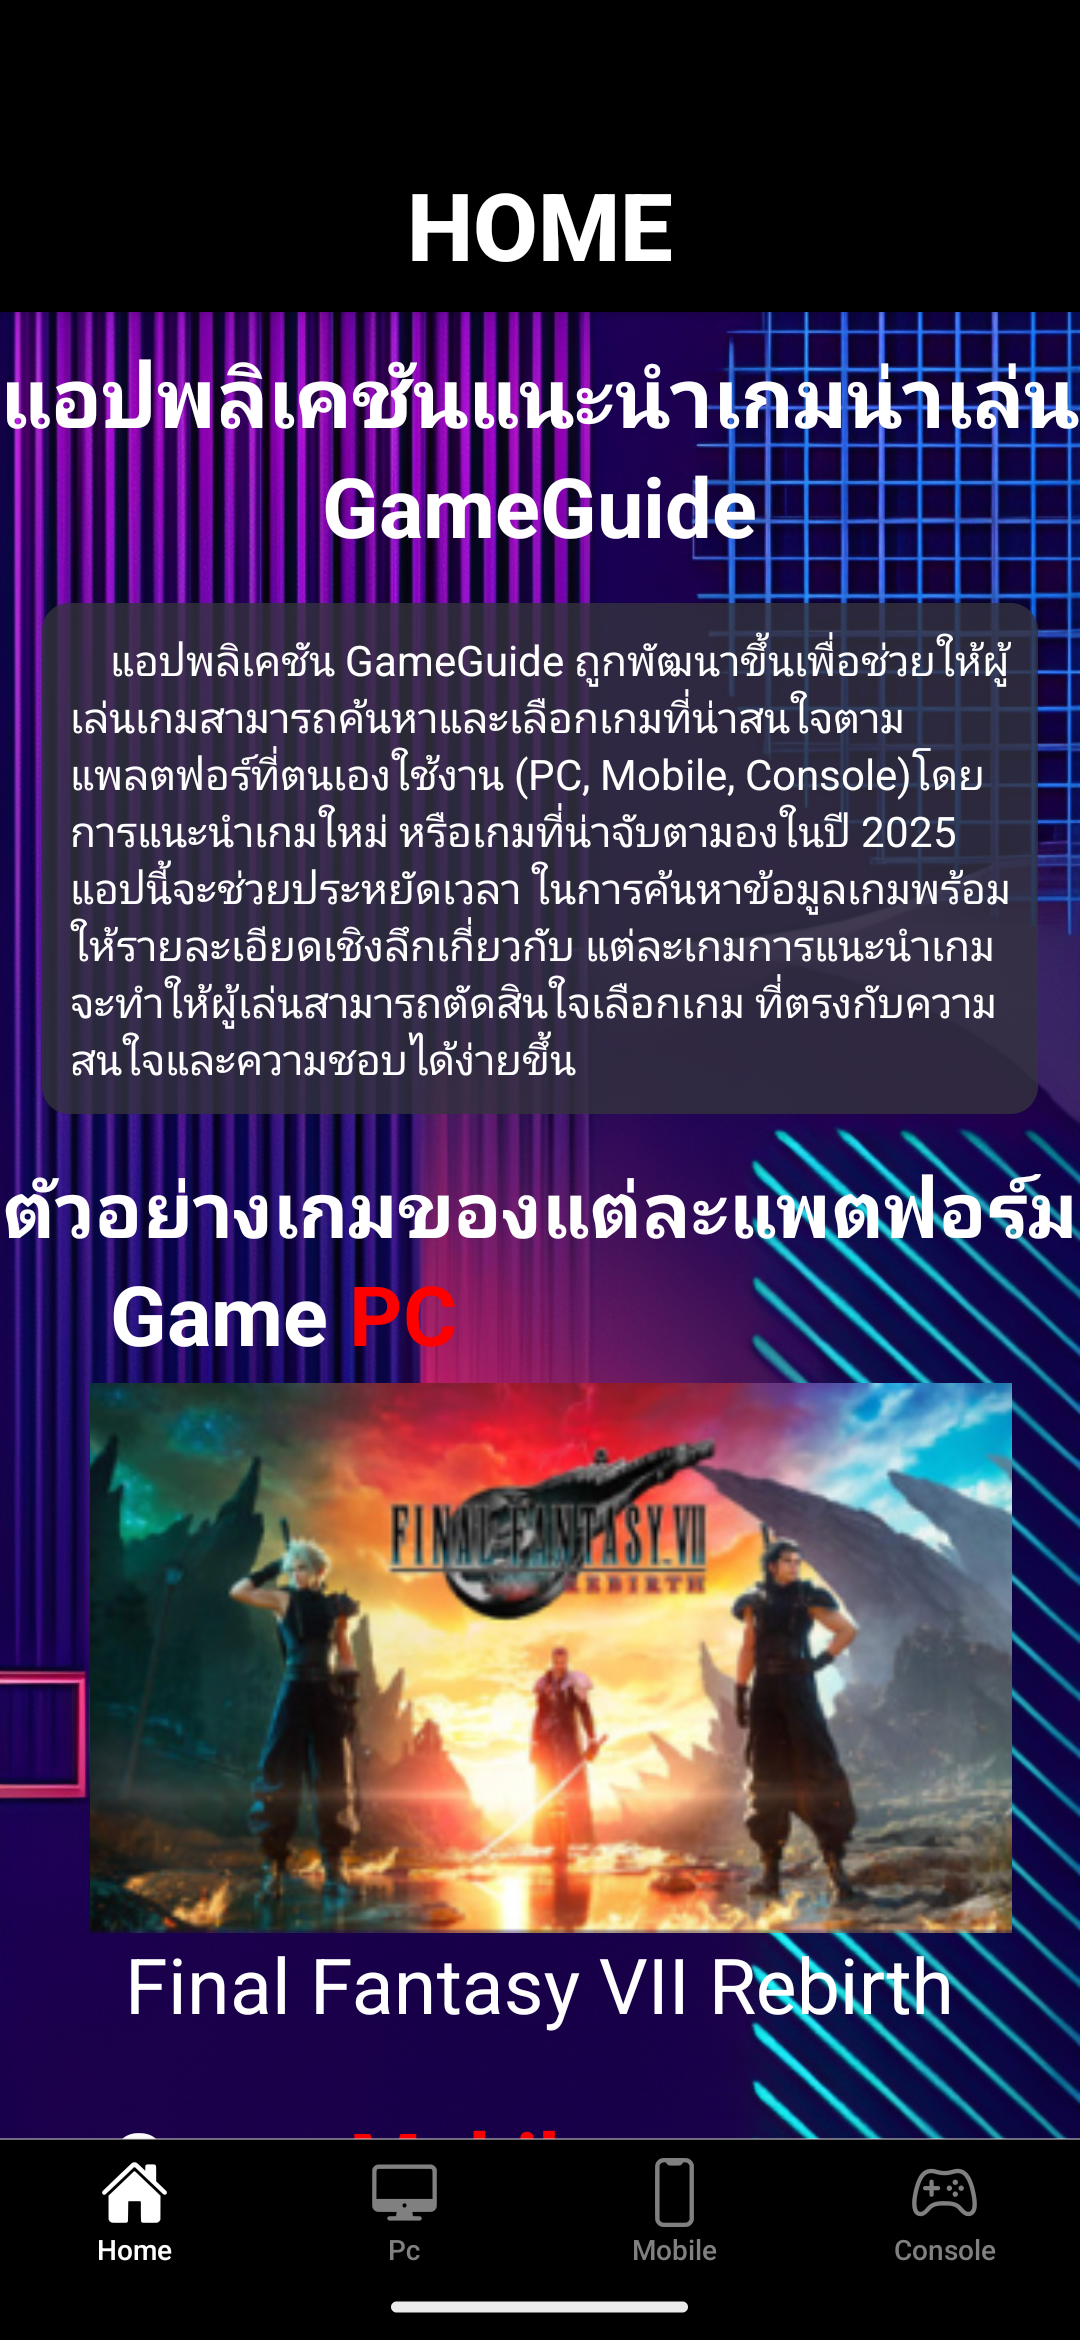 HOME
แอปพลิเคชันแนะนำเกมน่าเล่น
GameGuide
แอปพลิเคชัน GameGuide ถูกพัฒนาขึ้นเพื่อช่วยให้ผู้
เล่นเกมสามารถค้นหาและเลือกเกมที่น่าสนใจตาม
แพลตฟอร์ที่ตนเองใช้งาน (PC, Mobile, Console)โดย
การแนะนำเกมใหม่ หรือเกมที่น่าจับตามองในปี 2025
แอปนี้จะช่วยประหยัดเวลา ในการค้นหาข้อมูลเกมพร้อม
ให้รายละเอียดเชิงลึกเกี่ยวกับ แต่ละเกมการแนะนำเกม
จะทำให้ผู้เล่นสามารถตัดสินใจเลือกเกม ที่ตรงกับความ
สนใจและความชอบได้ง่ายขึ้น
ตัวอย่างเกมของแต่ละแพตฟอร์ม
Game PC
FINAL FANTASY VII
REBIRTH
Final Fantasy VII Rebirth
Home
Pc
Mobile
Console